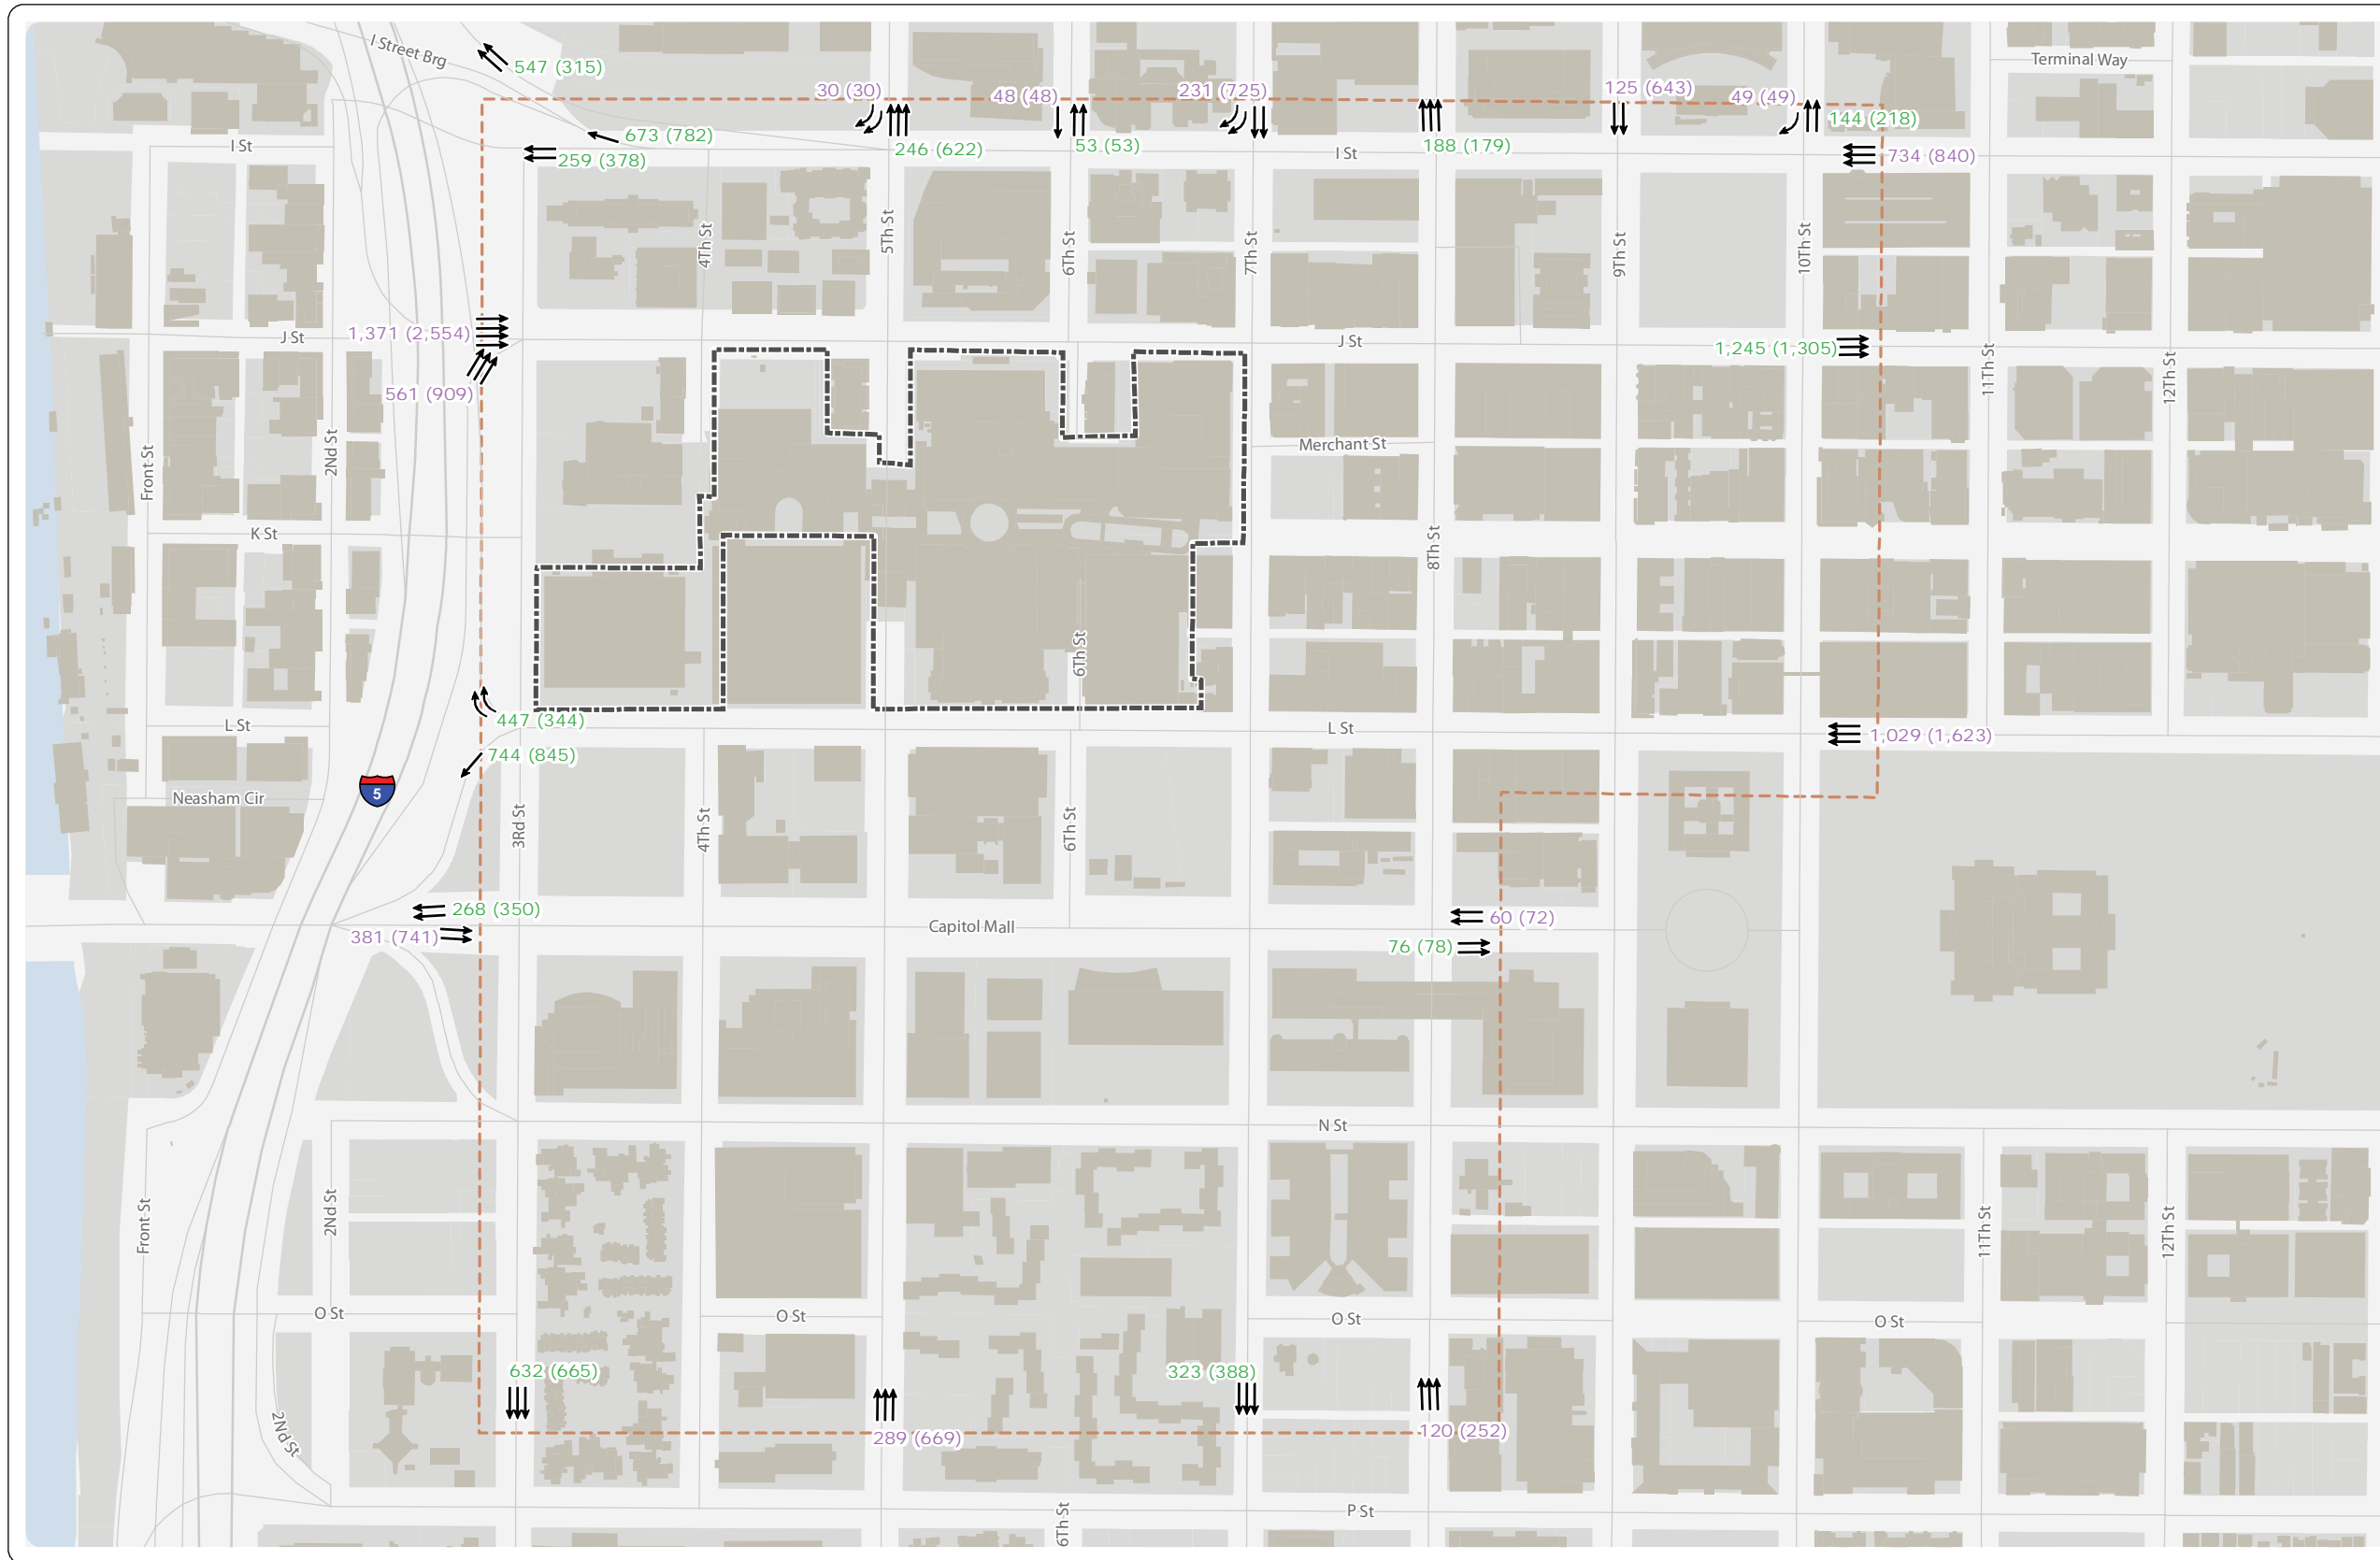 I Street Brg
547 (315)
Terminal Way
30 (30)
48 (48)
231 (725)
125 (643)
49 (49)
144 (218)
673 (782)
I St
259 (378)
246 (622)
53 (53)
188 (179)
I St
734 (840)
4Th St
5Th St
6Th St
7Th St
9Th St
10Th St
1,371 (2,554)
J St
J St
1,245 (1,305)
11Th St
12Th St
561 (909)
Front St
2Nd St
Merchant St
K St
8Th St
6Th St
L St
447 (344)
L St
1,029 (1,623)
744 (845)
5
Neasham Cir
3Rd St
4Th St
6Th St
268 (350)
381 (741)
Capitol Mall
60 (72)
76 (78)
N St
Front St
2Nd St
11Th St
12Th St
O St
O St
O St
O St
632 (665)
323 (388)
2Nd St
289 (669)
120 (252)
6Th St
P St